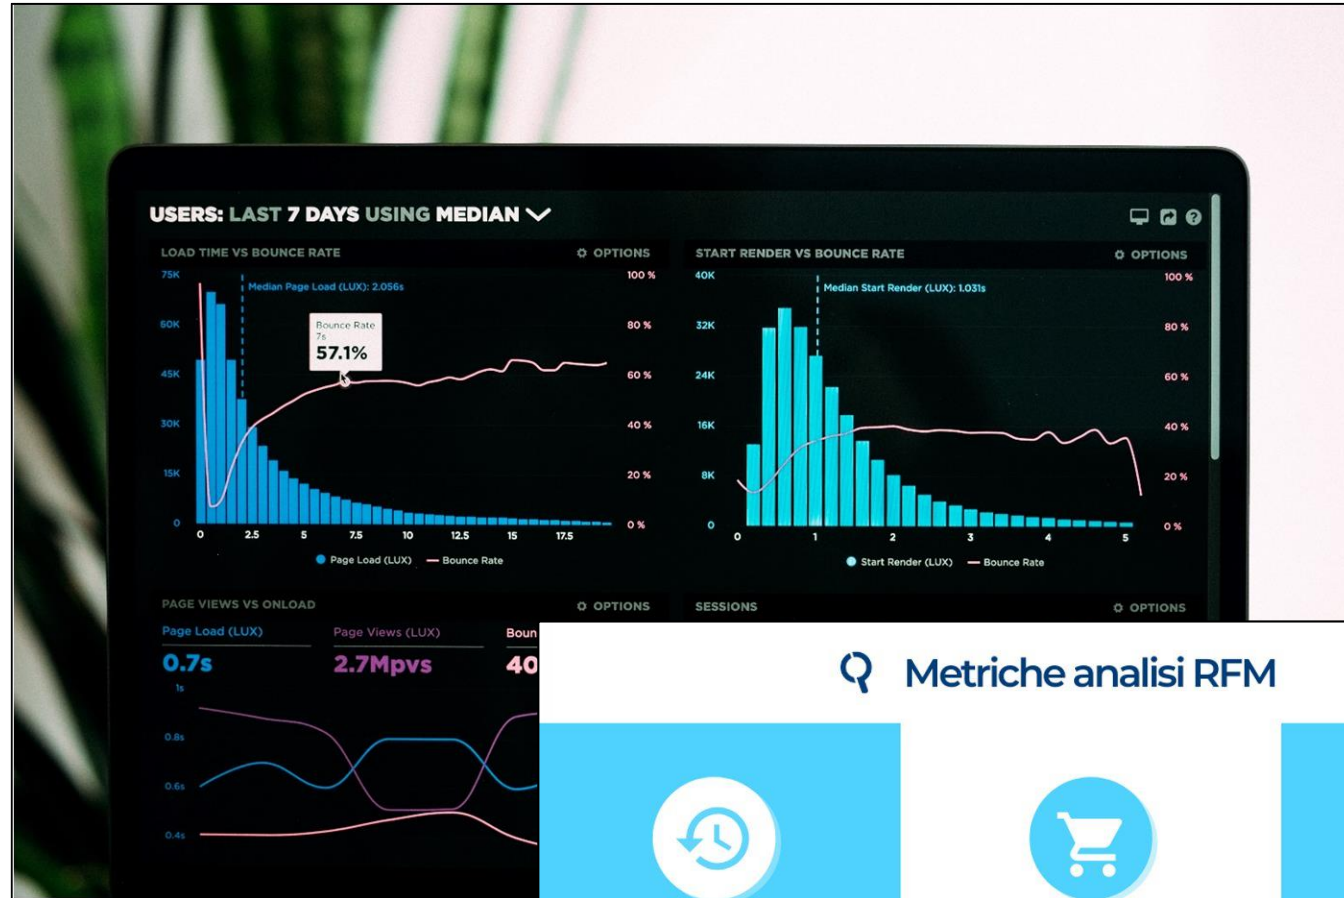 USERS: LAST 7 DAYS USING MEDIAN
LOAD TIME VS BOUNCE RATE
OPTIONS
75K
60K
45K
30K
15K
0
100 %
80 %
60 %
40 %
20 %
0 %
Median Page Load (LUX): 2.056s
Bounce Rate
7s
57.1%
0 2.5 5 7.5 10 12.5 15 17.5
Page Load (LUX) Bounce Rate
START RENDER VS BOUNCE RATE
OPTIONS
40K
32K
24K
16K
8K
0
100 %
80 %
60 %
40 %
20 %
0 %
Median Start Render (LUX): 1.031s
0 1 2 3 4 5
Start Render (LUX) Bounce Rate
PAGE VIEWS VS ONLOAD
OPTIONS
Page Load (LUX)
0.7s
Page Views (LUX)
2.7Mpvs
Boun
40
1s
0.8s
0.6s
0.4s
SESSIONS
OPTIONS
Metriche analisi RFM